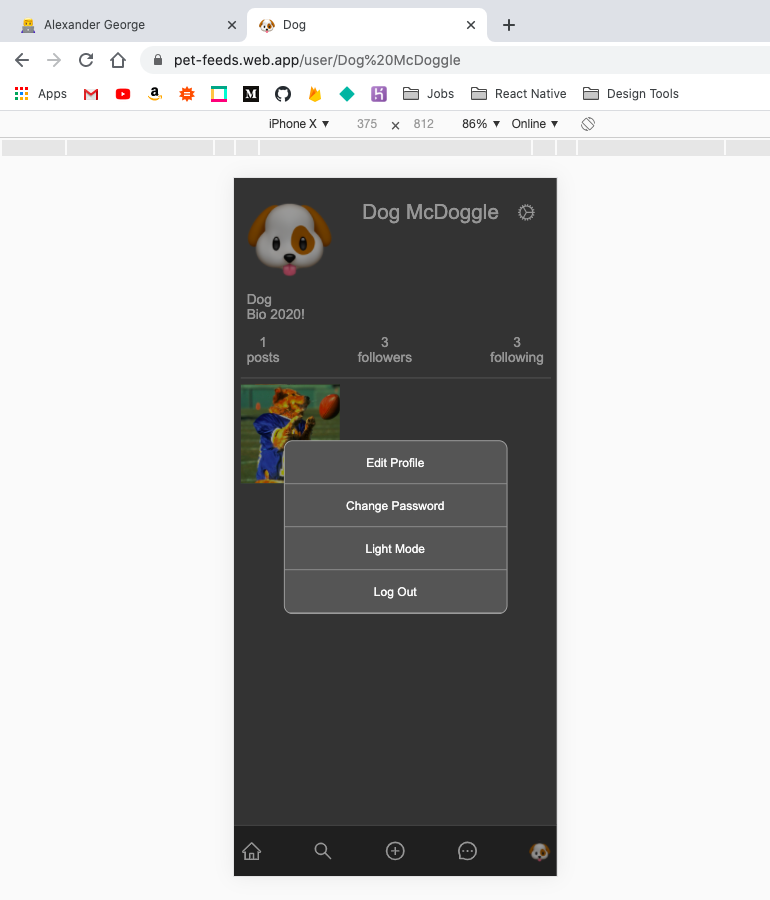 Alexander George
Dog
pet-feeds.web.app/user/Dog%20McDoggle
Apps
M
Jobs
React Native
Design Tools
iPhone X ▼ 375 × 812 86% ▼ Online ▼
Dog McDoggle
Dog
Bio 2020!
1
posts
3
followers
3
following
Edit Profile
Change Password
Light Mode
Log Out